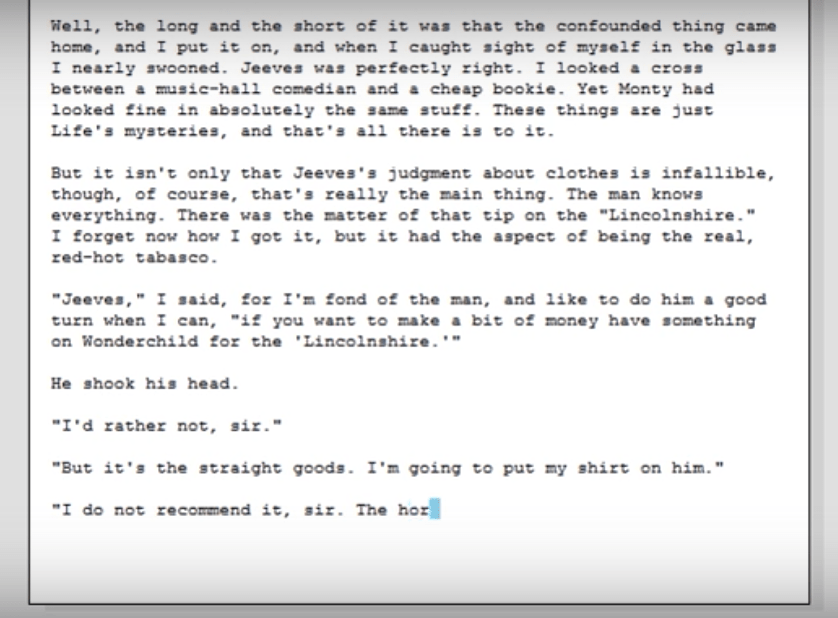 Well, the long and the short of it was that the confounded thing came
home, and I put it on, and when I caught sight of myself in the glass
I nearly swooned. Jeeves was perfectly right. I looked a cross
between a music-hall comedian and a cheap bookie. Yet Monty had
looked fine in absolutely the same stuff. These things are just
Life's mysteries, and that's all there is to it.
But it isn't only that Jeeves's judgment about clothes is infallible,
though, of course, that's really the main thing. The man knows
everything. There was the matter of that tip on the "Lincolnshire."
I forget now how I got it, but it had the aspect of being the real,
red-hot tabasco.
"Jeeves," I said, for I'm fond of the man, and like to do him a good
turn when I can, "if you want to make a bit of money have something
on Wonderchild for the 'Lincolnshire.'"
He shook his head.
"I'd rather not, sir."
"But it's the straight goods. I'm going to put my shirt on him."
"I do not recommend it, sir. The hor